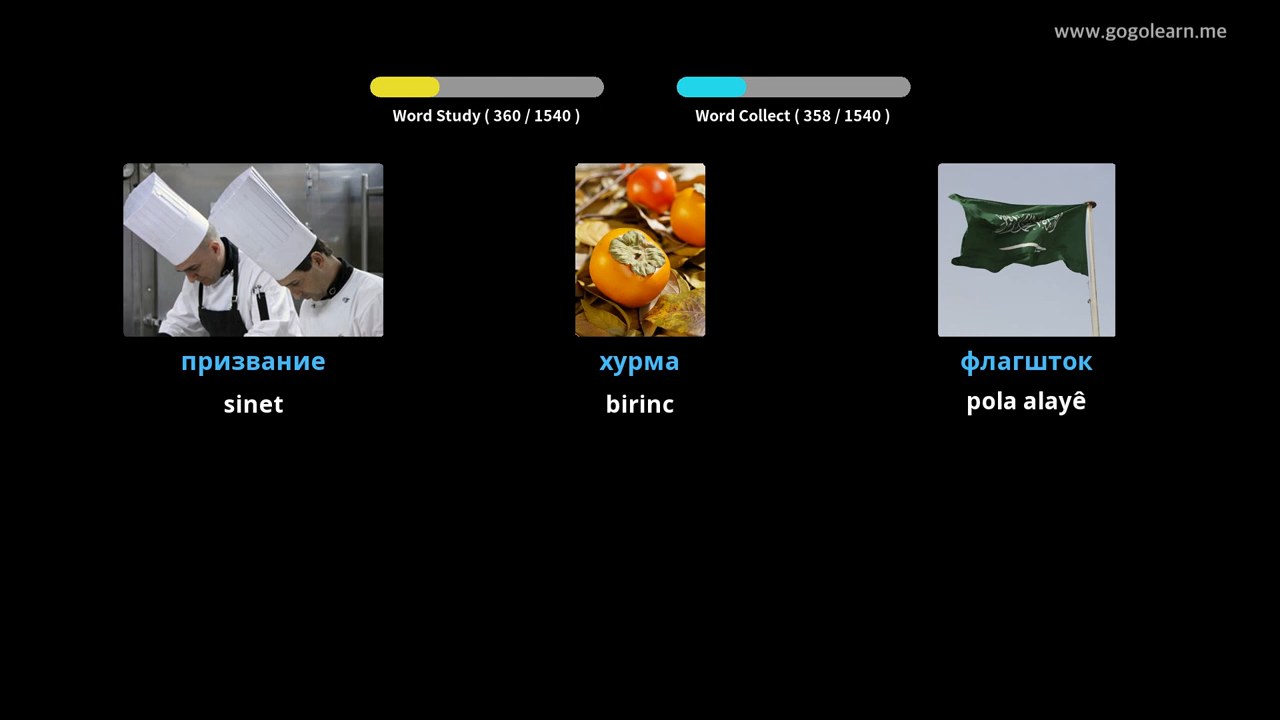 www.gogolearn.me
Word Study ( 360 / 1540 )
Word Collect ( 358 / 1540 )
призвание
хурма
флагшток
sinet
birinc
pola alayê